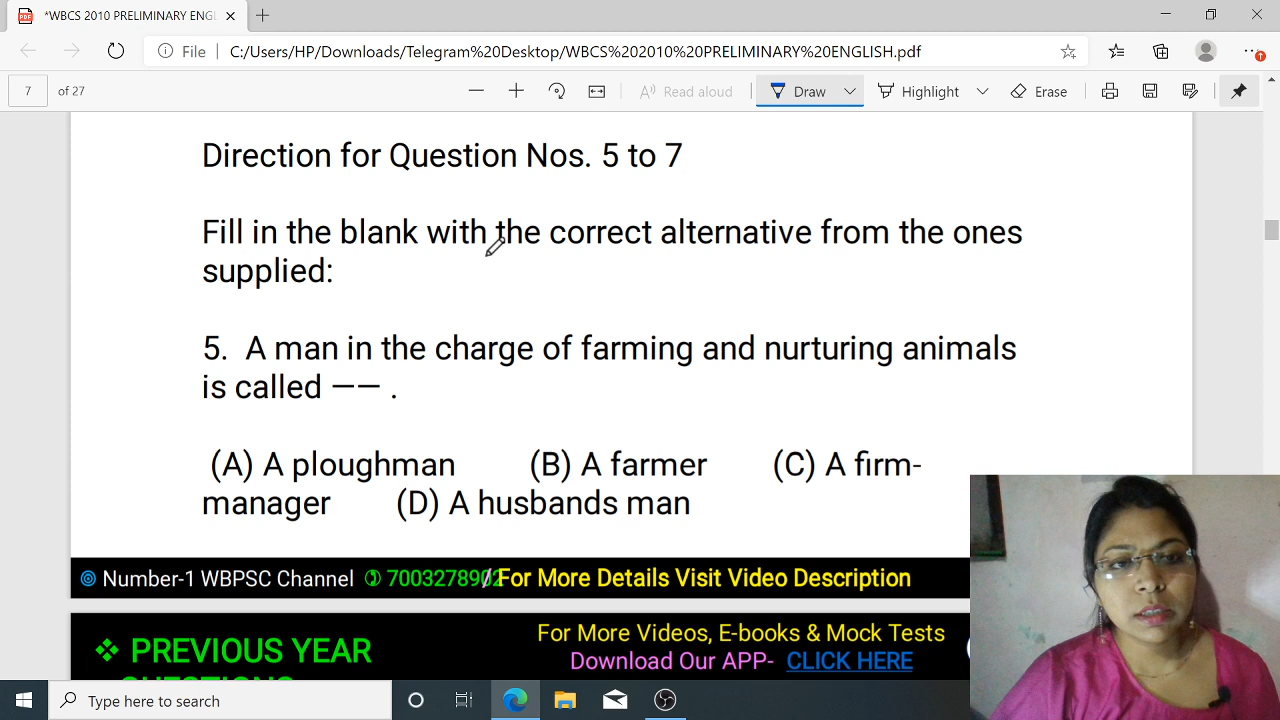 *WBCS 2010 PRELIMINARY ENGL
File
C:/Users/HP/Downloads/Telegram%20Desktop/WBCS%202010%20PRELIMINARY%20ENGLISH.pdf
7 of 27
Read aloud
Draw
Highlight
Erase
Direction for Question Nos. 5 to 7
Fill in the blank with the correct alternative from the ones
supplied:
5. A man in the charge of farming and nurturing animals
is called —— .
(A) A ploughman (B) A farmer (C) A firm-
manager (D) A husbands man
Number-1 WBPSC Channel 7003278902 / For More Details Visit Video Description
❖ PREVIOUS YEAR
QUESTIONS
For More Videos, E-books & Mock Tests
Download Our APP- CLICK HERE
Type here to search